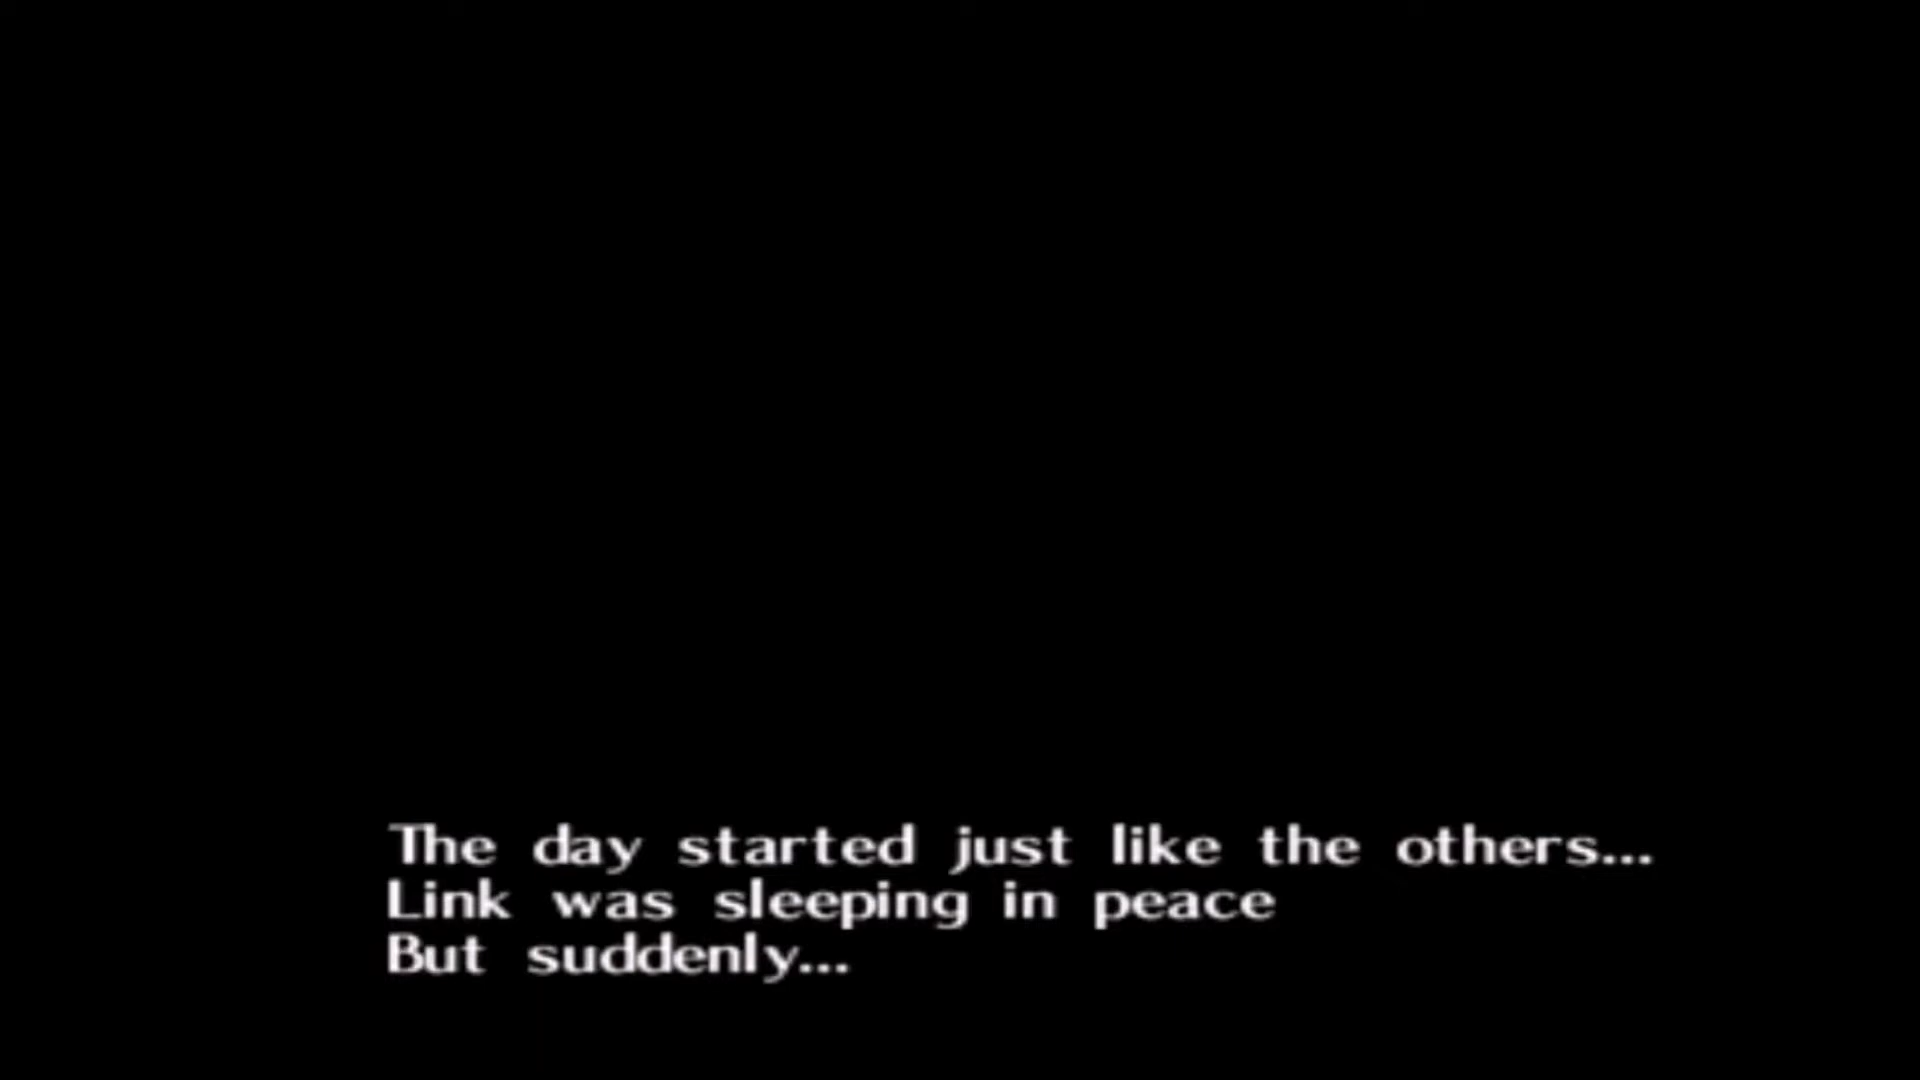 The day started just like the others...
Link was sleeping in peace
But suddenly...